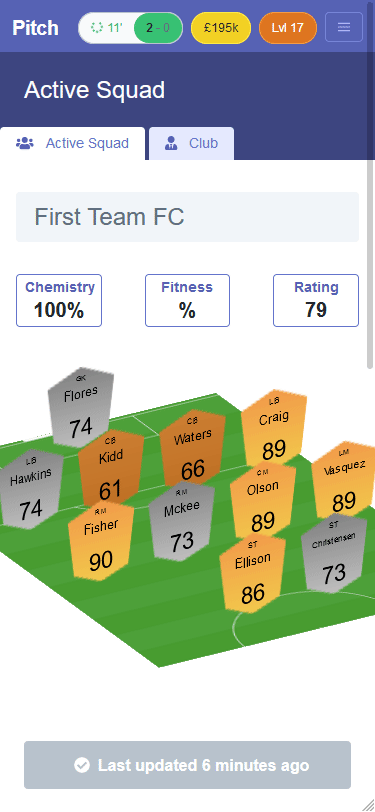 Pitch
11'
2 - 0
£195k
Lvl 17
Active Squad
Active Squad
Club
First Team FC
Chemistry
100%
Fitness
%
Rating
79
GK
Flores
74
LB
Craig
89
CB
Waters
66
CB
Kidd
61
LB
Hawkins
74
LM
Vasquez
89
CM
Olson
89
RM
Mckee
73
RM
Fisher
90
ST
Christensen
73
ST
Ellison
86
Last updated 6 minutes ago